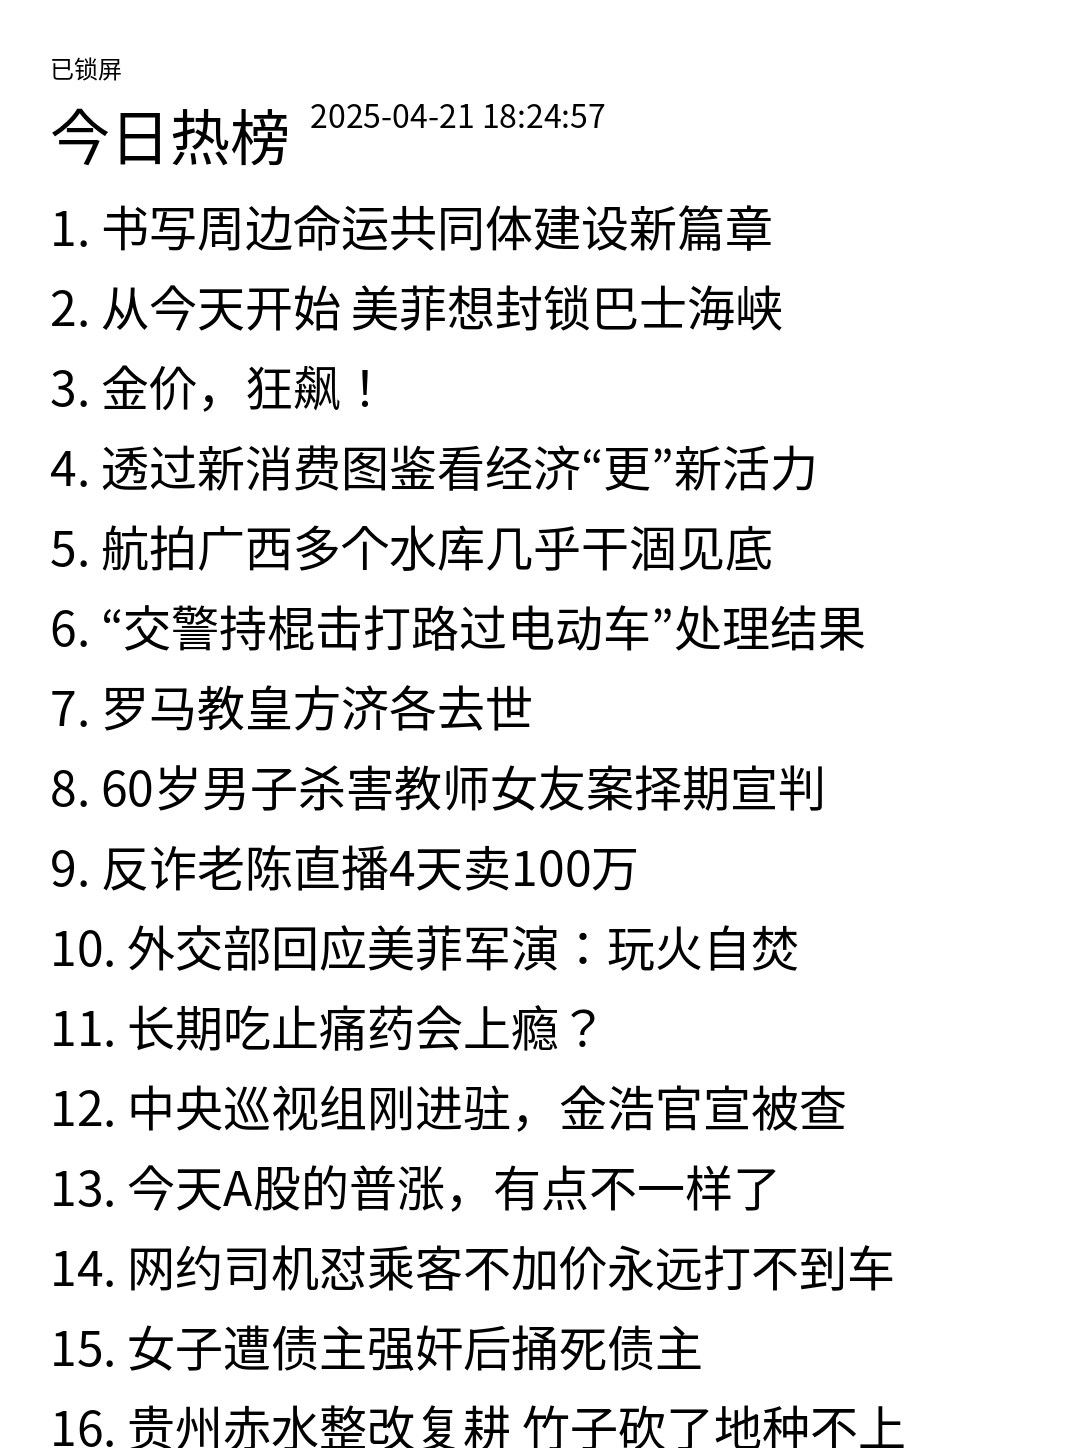 已锁屏
今日热榜 2025-04-21 18:24:57
1. 书写周边命运共同体建设新篇章
2. 从今天开始 美菲想封锁巴士海峡
3. 金价，狂飙！
4. 透过新消费图鉴看经济“更”新活力
5. 航拍广西多个水库几乎干涸见底
6. “交警持棍击打路过电动车”处理结果
7. 罗马教皇方济各去世
8. 60岁男子杀害教师女友案择期宣判
9. 反诈老陈直播4天卖100万
10. 外交部回应美菲军演：玩火自焚
11. 长期吃止痛药会上瘾？
12. 中央巡视组刚进驻，金浩官宣被查
13. 今天A股的普涨，有点不一样了
14. 网约司机怼乘客不加价永远打不到车
15. 女子遭债主强奸后捅死债主
16. 贵州赤水整改复耕 竹子砍了地种不上